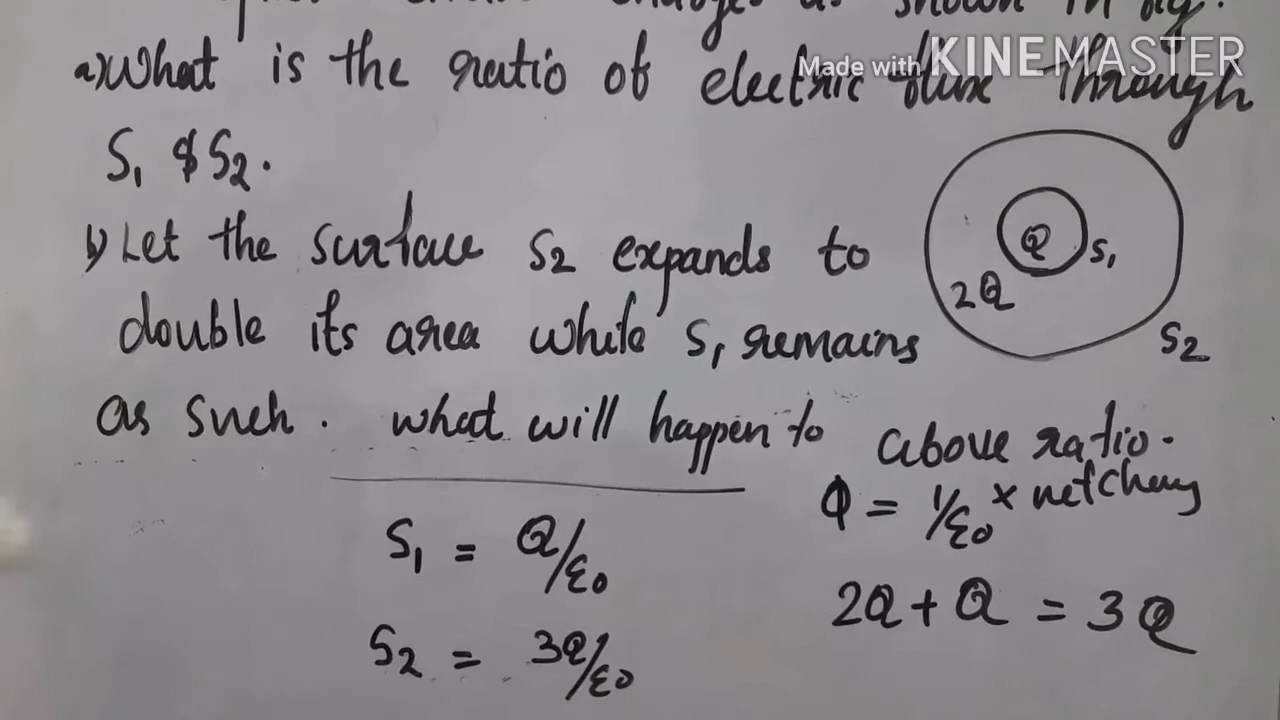 a) What is the ratio of electric flux through
Made with KINEMASTER
S₁ & S₂.
Q
S₁
2Q
S₂
b) Let the surface S₂ expands to
double its area while S₁ remains
as such. what will happen to above ratio.
φ = 1/ε₀ ×
S₁ = Q/ε₀
2Q + Q = 3Q
S₂ = 3Q/ε₀